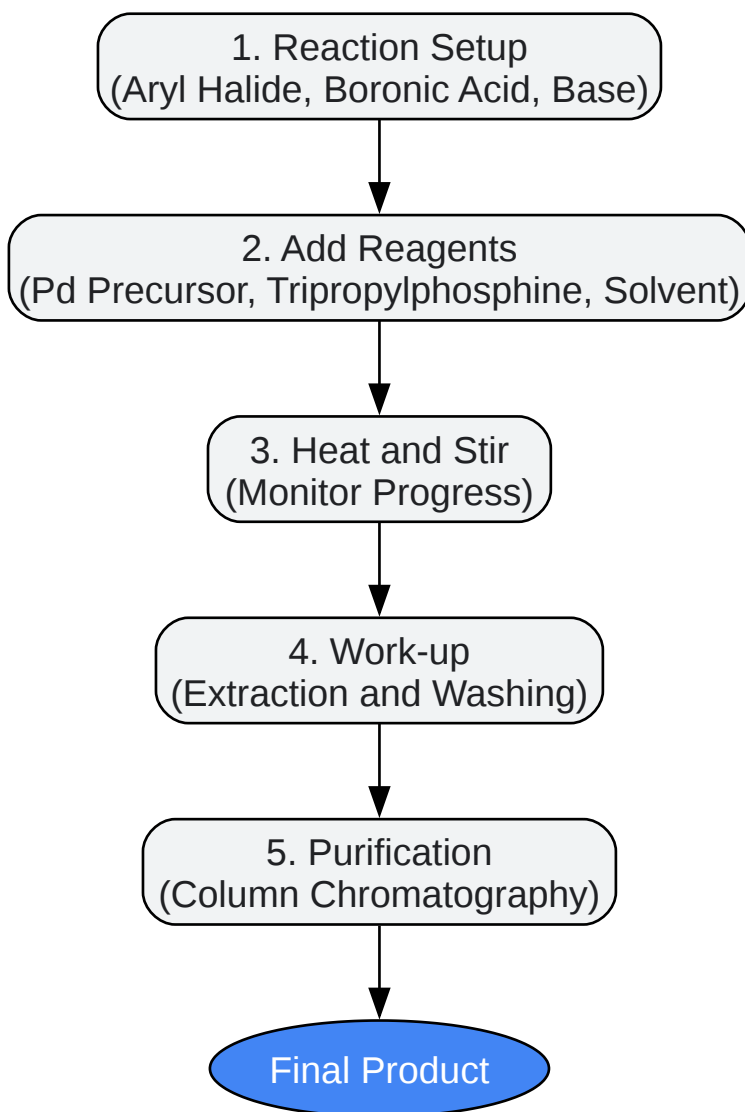 1. Reaction Setup
(Aryl Halide, Boronic Acid, Base)
2. Add Reagents
(Pd Precursor, Tripropylphosphine, Solvent)
3. Heat and Stir
(Monitor Progress)
4. Work-up
(Extraction and Washing)
5. Purification
(Column Chromatography)
Final Product